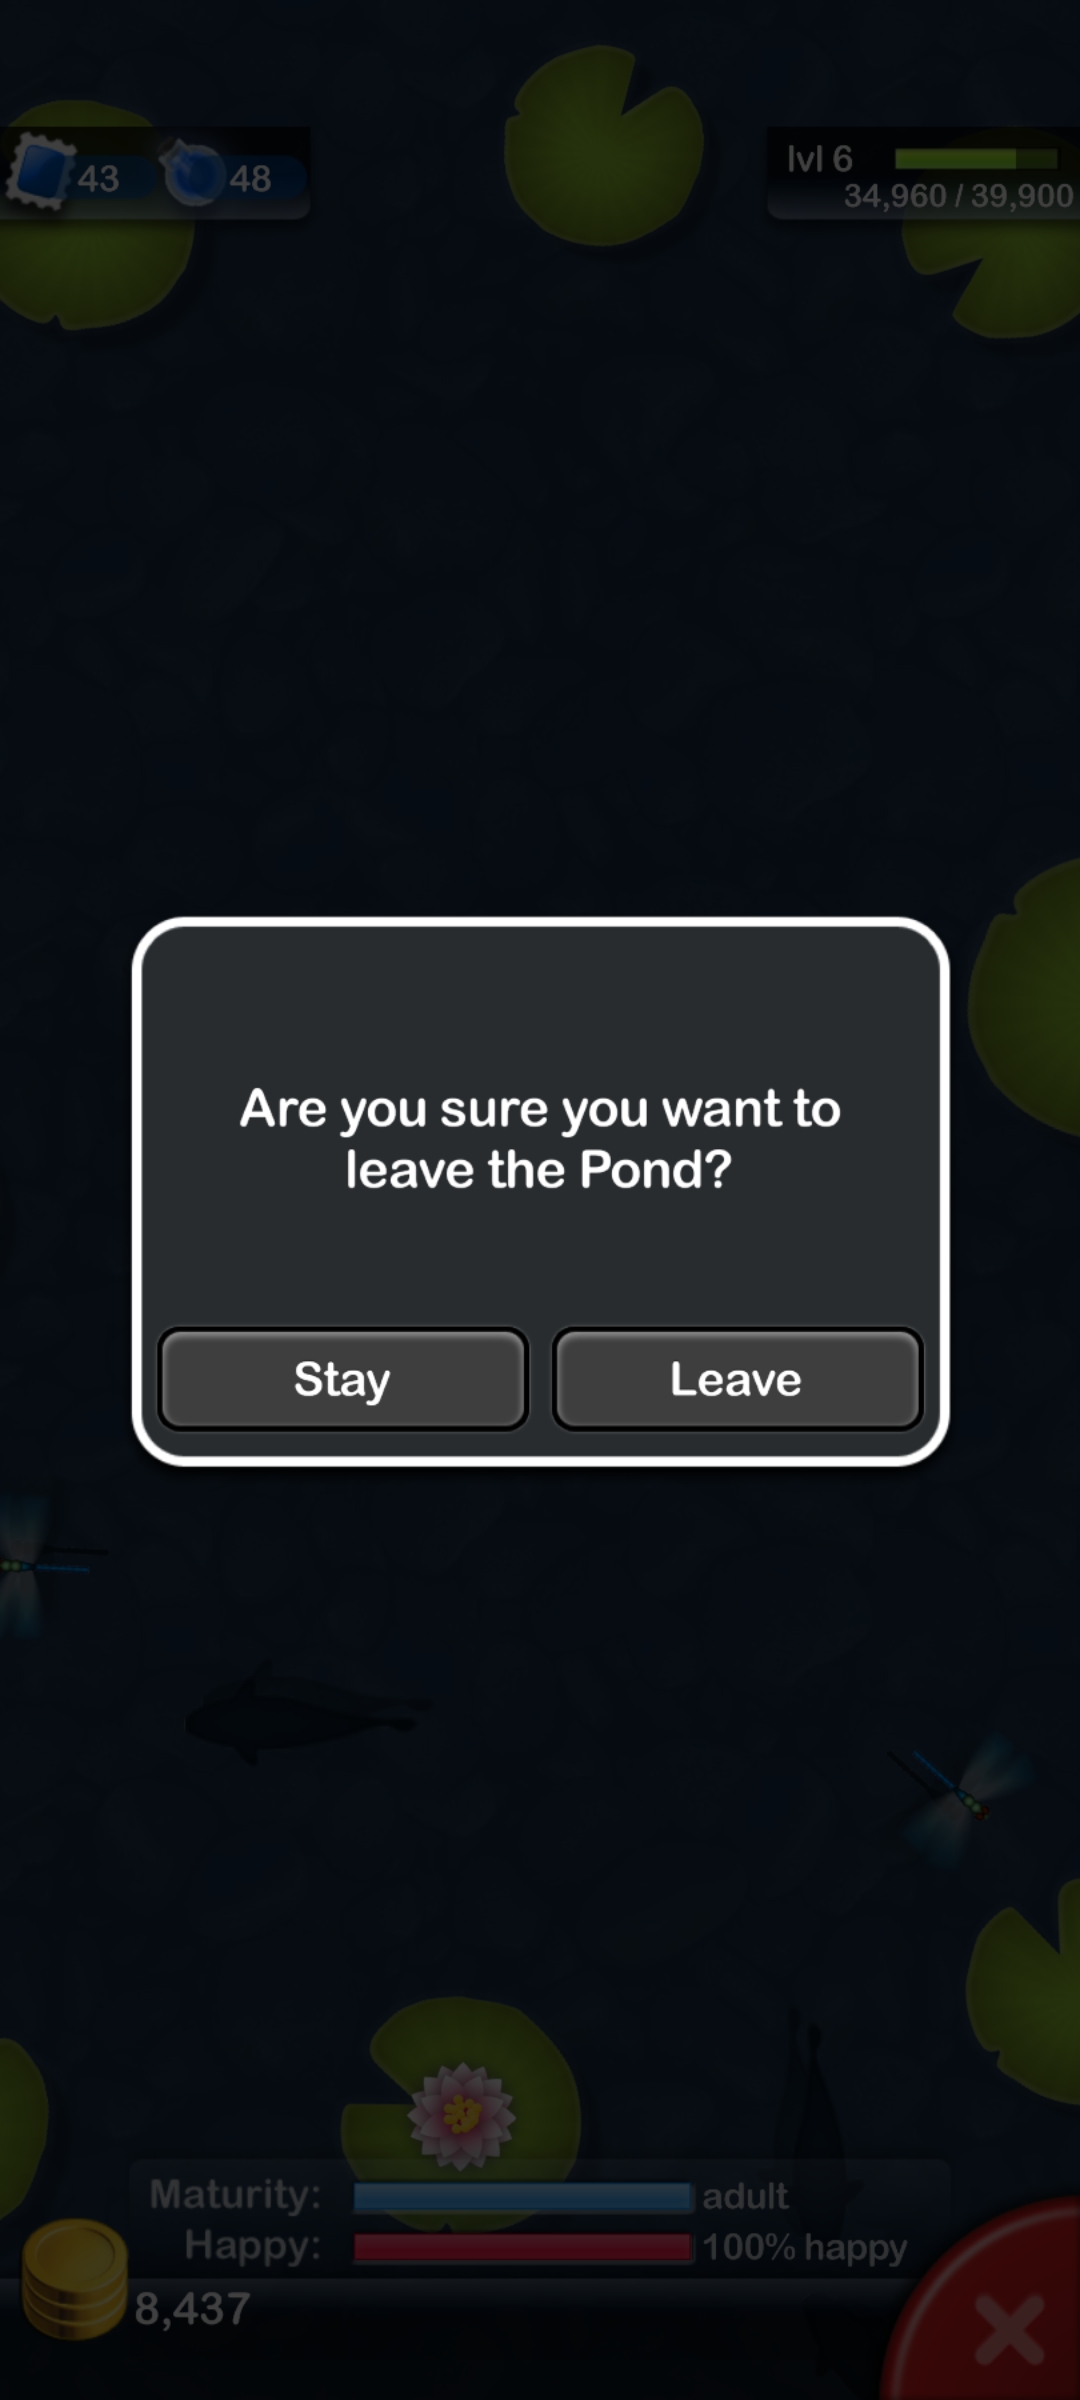 43
48
lvl 6
34,960 / 39,900
Are you sure you want to
leave the Pond?
Stay
Leave
Maturity: adult
Happy: 100% happy
8,437